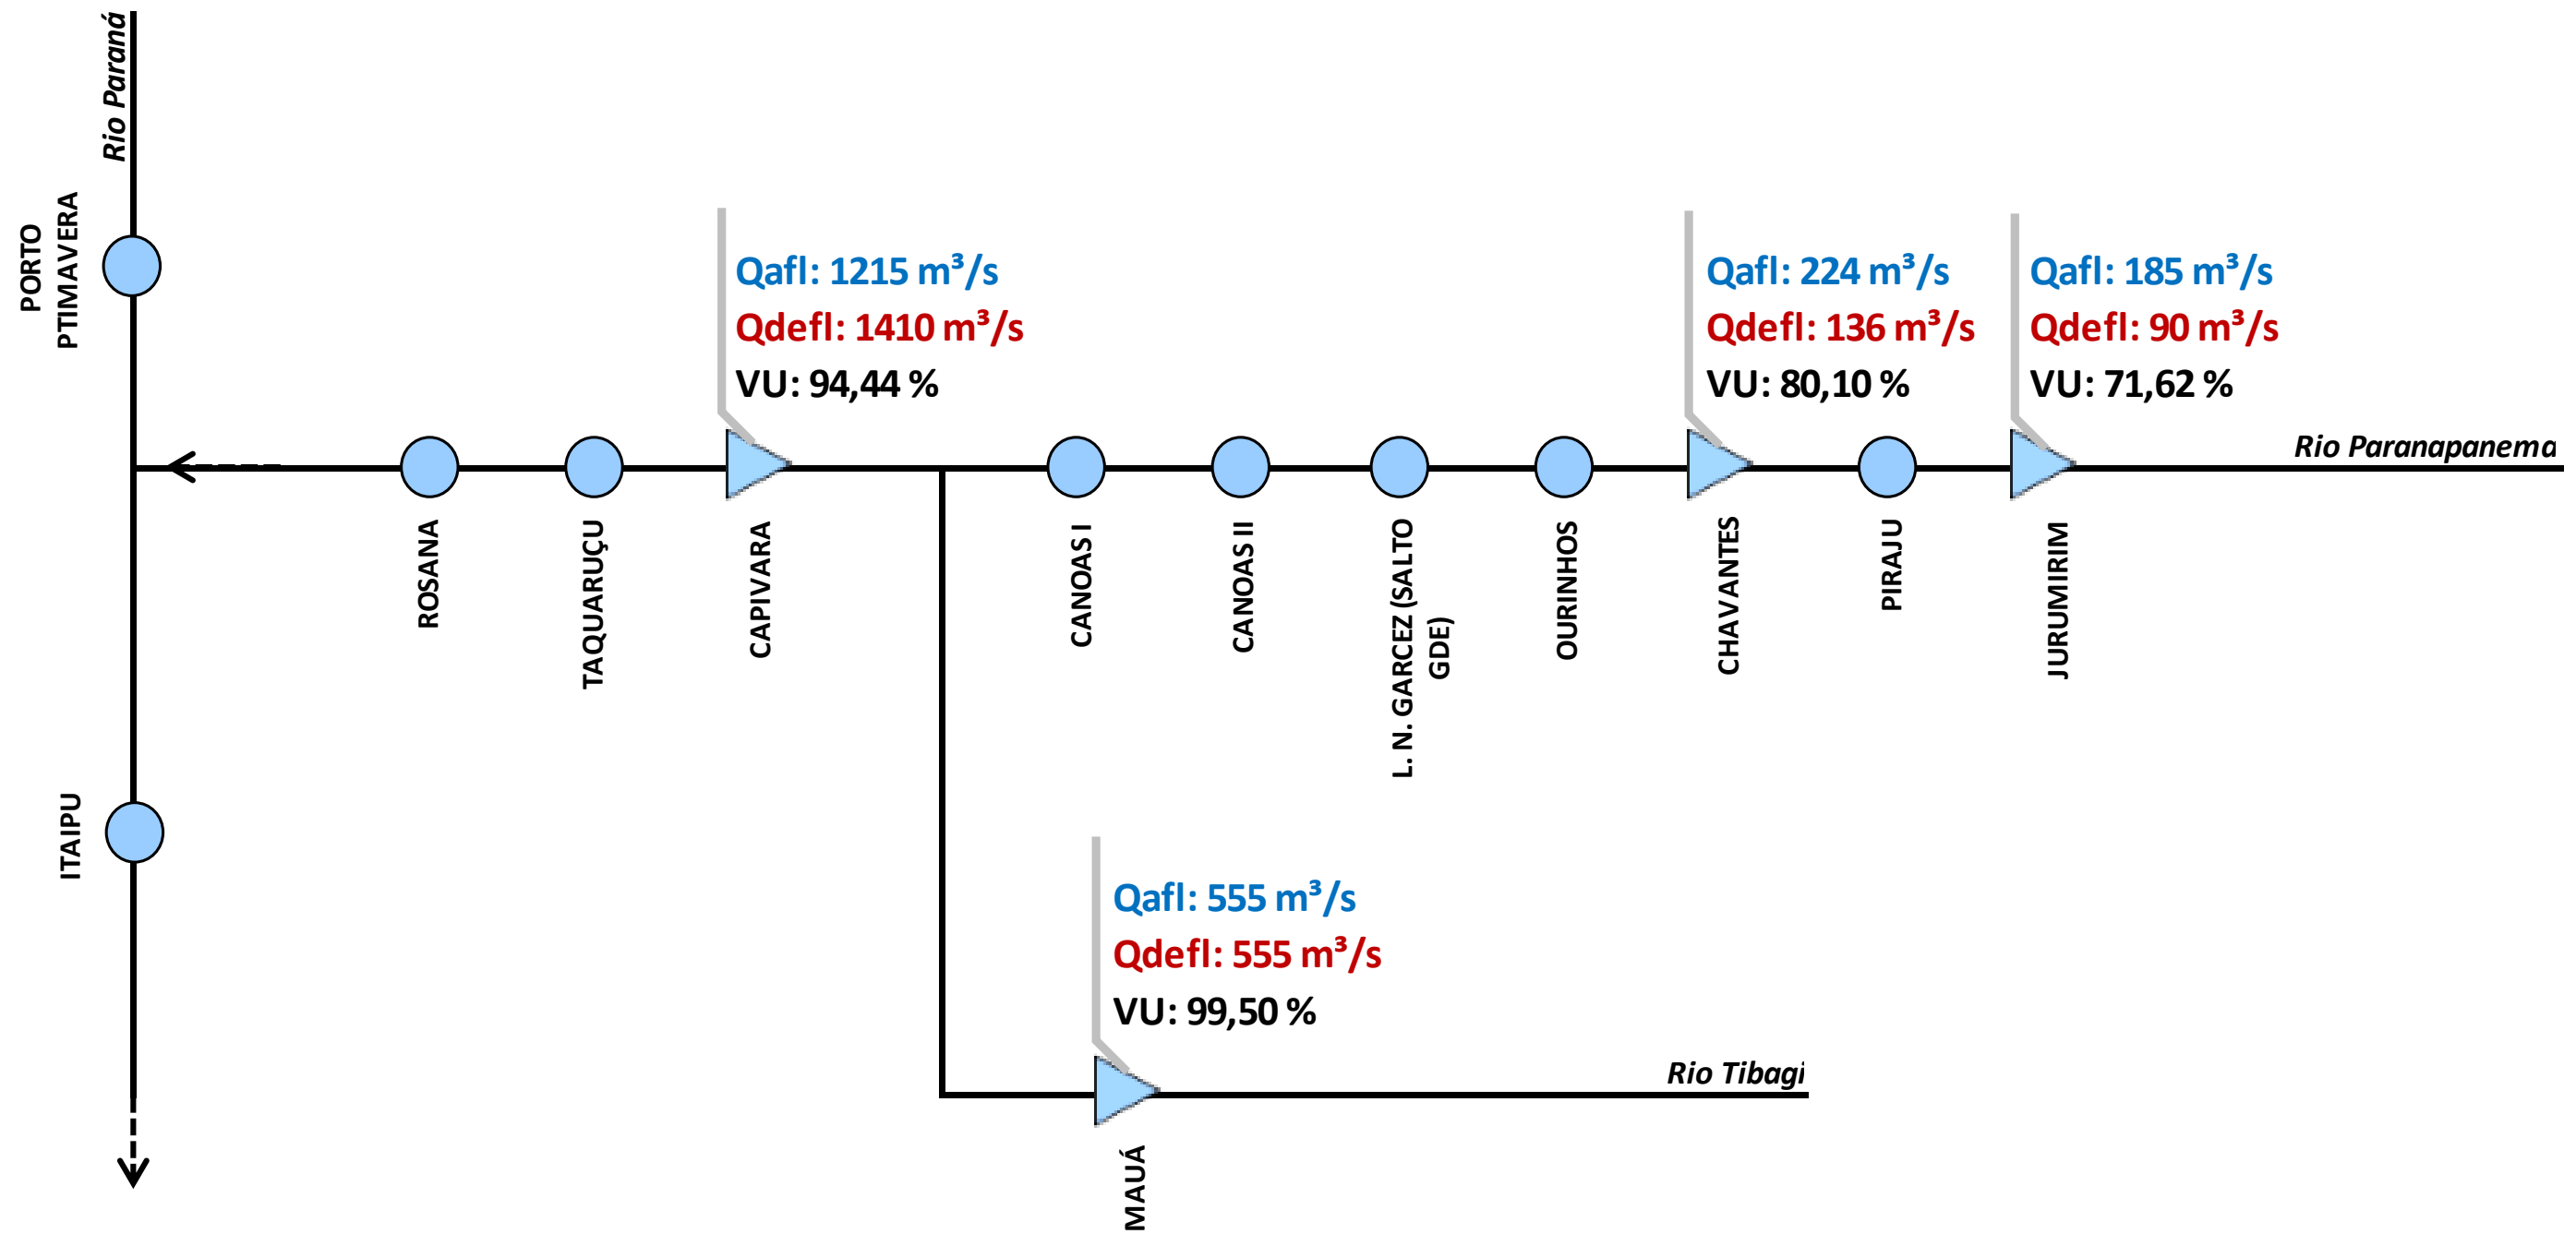 Rio Paraná
PORTO
PTIMAVERA
Qafl: 1215 m³/s
Qdefl: 1410 m³/s
VU: 94,44 %
Qafl: 224 m³/s
Qdefl: 136 m³/s
VU: 80,10 %
Qafl: 185 m³/s
Qdefl: 90 m³/s
VU: 71,62 %
Rio Paranapanema
ROSANA
TAQUARUÇU
CAPIVARA
CANOAS I
CANOAS II
L. N. GARCEZ (SALTO
GDE)
OURINHOS
CHAVANTES
PIRAJU
JURUMIRIM
ITAIPU
Qafl: 555 m³/s
Qdefl: 555 m³/s
VU: 99,50 %
Rio Tibagi
MAUÁ